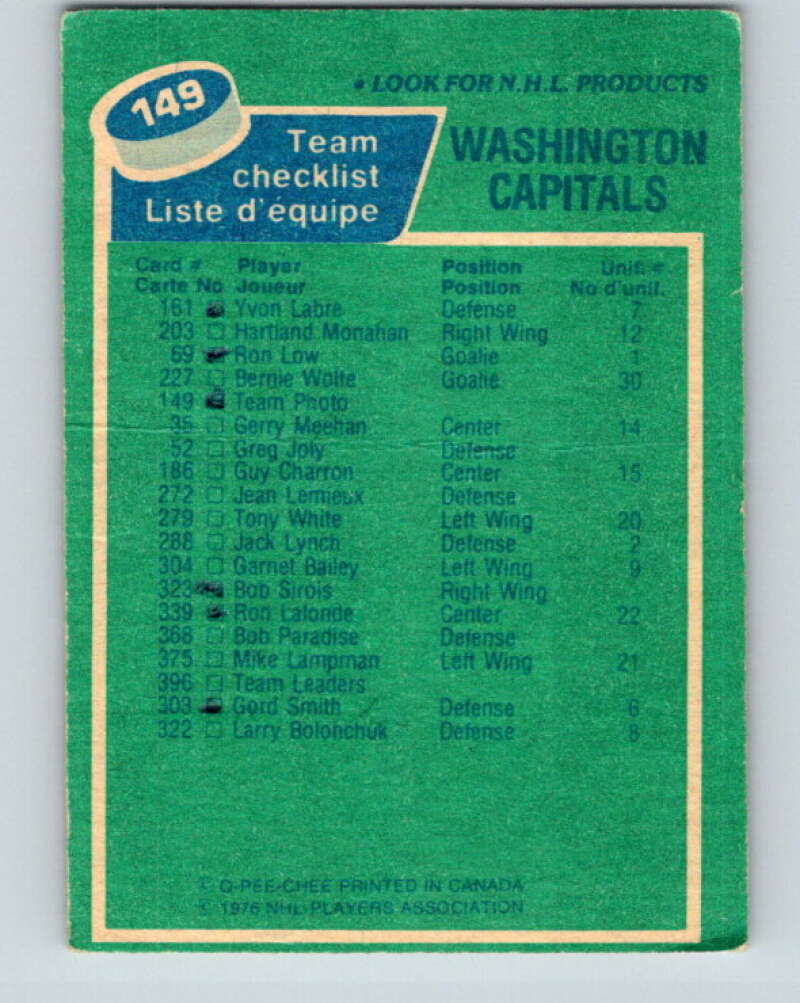 • LOOK FOR N.H.L. PRODUCTS
149
Team checklist
Liste d'équipe
WASHINGTON CAPITALS
Card # Player Position Unif. #
Carte No Joueur Position No d'unif.
161 Yvon Labre Defense 7
203 Hartland Monahan Right Wing 12
69 Ron Low Goalie 1
227 Bernie Wolfe Goalie 30
149 Team Photo
35 Gerry Meehan Center 14
52 Greg Joly Defense
186 Guy Charron Center 15
272 Jean Lemieux Defense
279 Tony White Left Wing 20
288 Jack Lynch Defense 2
304 Garnet Bailey Left Wing 9
323 Bob Sirois Right Wing
339 Ron Lalonde Center 22
368 Bob Paradise Defense
375 Mike Lampman Left Wing 21
396 Team Leaders
303 Gord Smith Defense 6
322 Larry Bolonchuk Defense 8
© O-PEE-CHEE PRINTED IN CANADA
© 1976 NHL PLAYERS ASSOCIATION